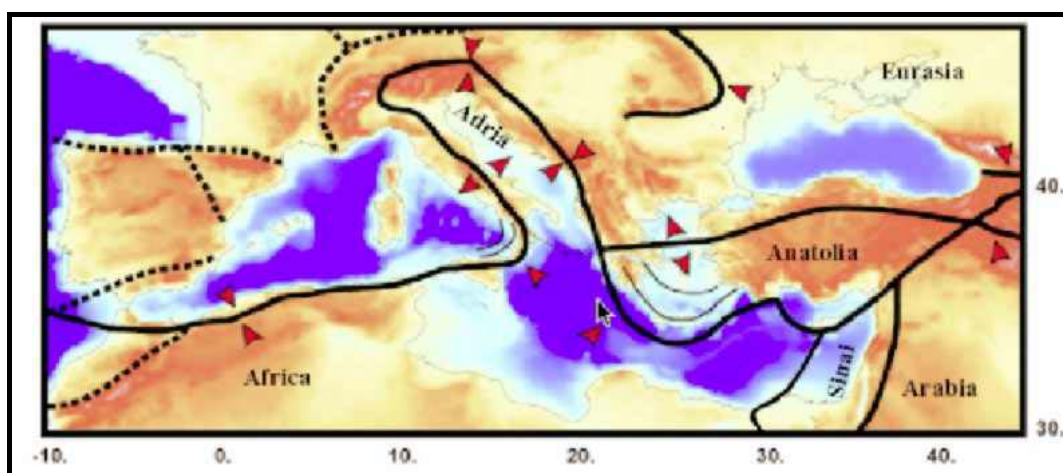 Eurasia
Adria
40.
Anatolia
Africa
Sinai
Arabia
30.
-10. 0. 10. 20. 30. 40.